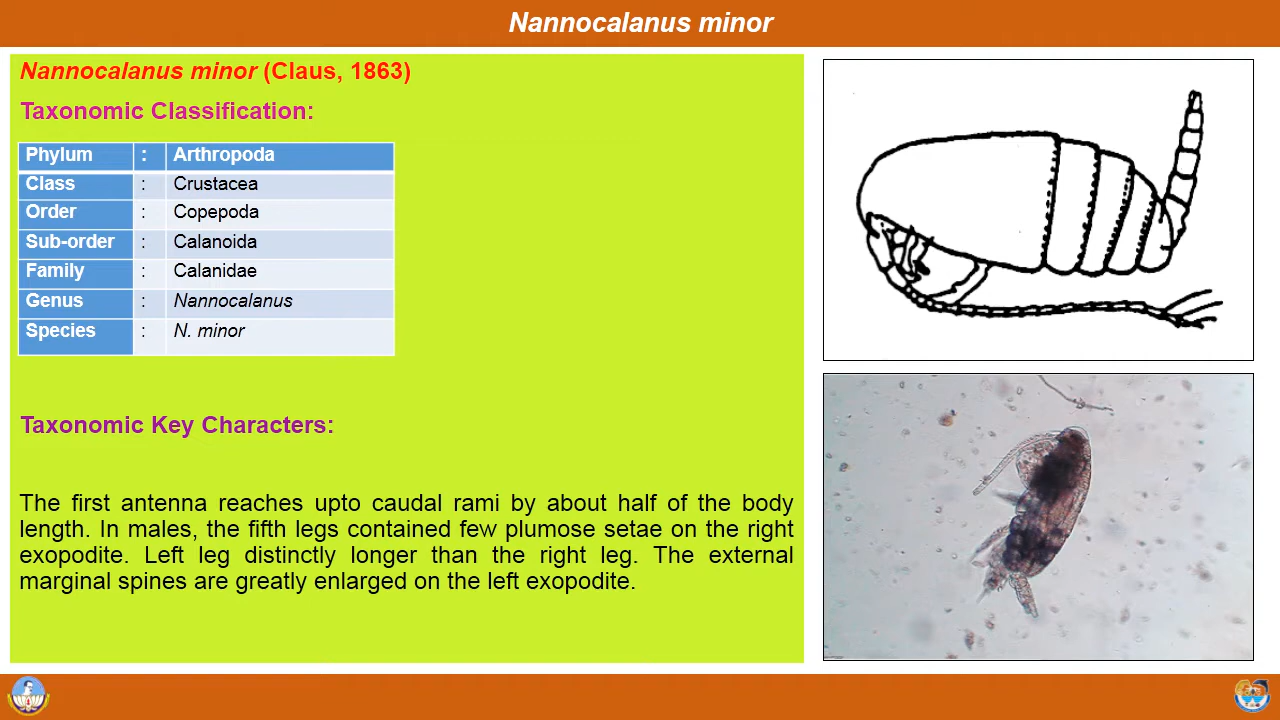 Nannocalanus minor
Nannocalanus minor (Claus, 1863)
Taxonomic Classification:
Phylum : Arthropoda
Class : Crustacea
Order : Copepoda
Sub-order : Calanoida
Family : Calanidae
Genus : Nannocalanus
Species : N. minor
Taxonomic Key Characters:
The first antenna reaches upto caudal rami by about half of the body
length. In males, the fifth legs contained few plumose setae on the right
exopodite. Left leg distinctly longer than the right leg. The external
marginal spines are greatly enlarged on the left exopodite.